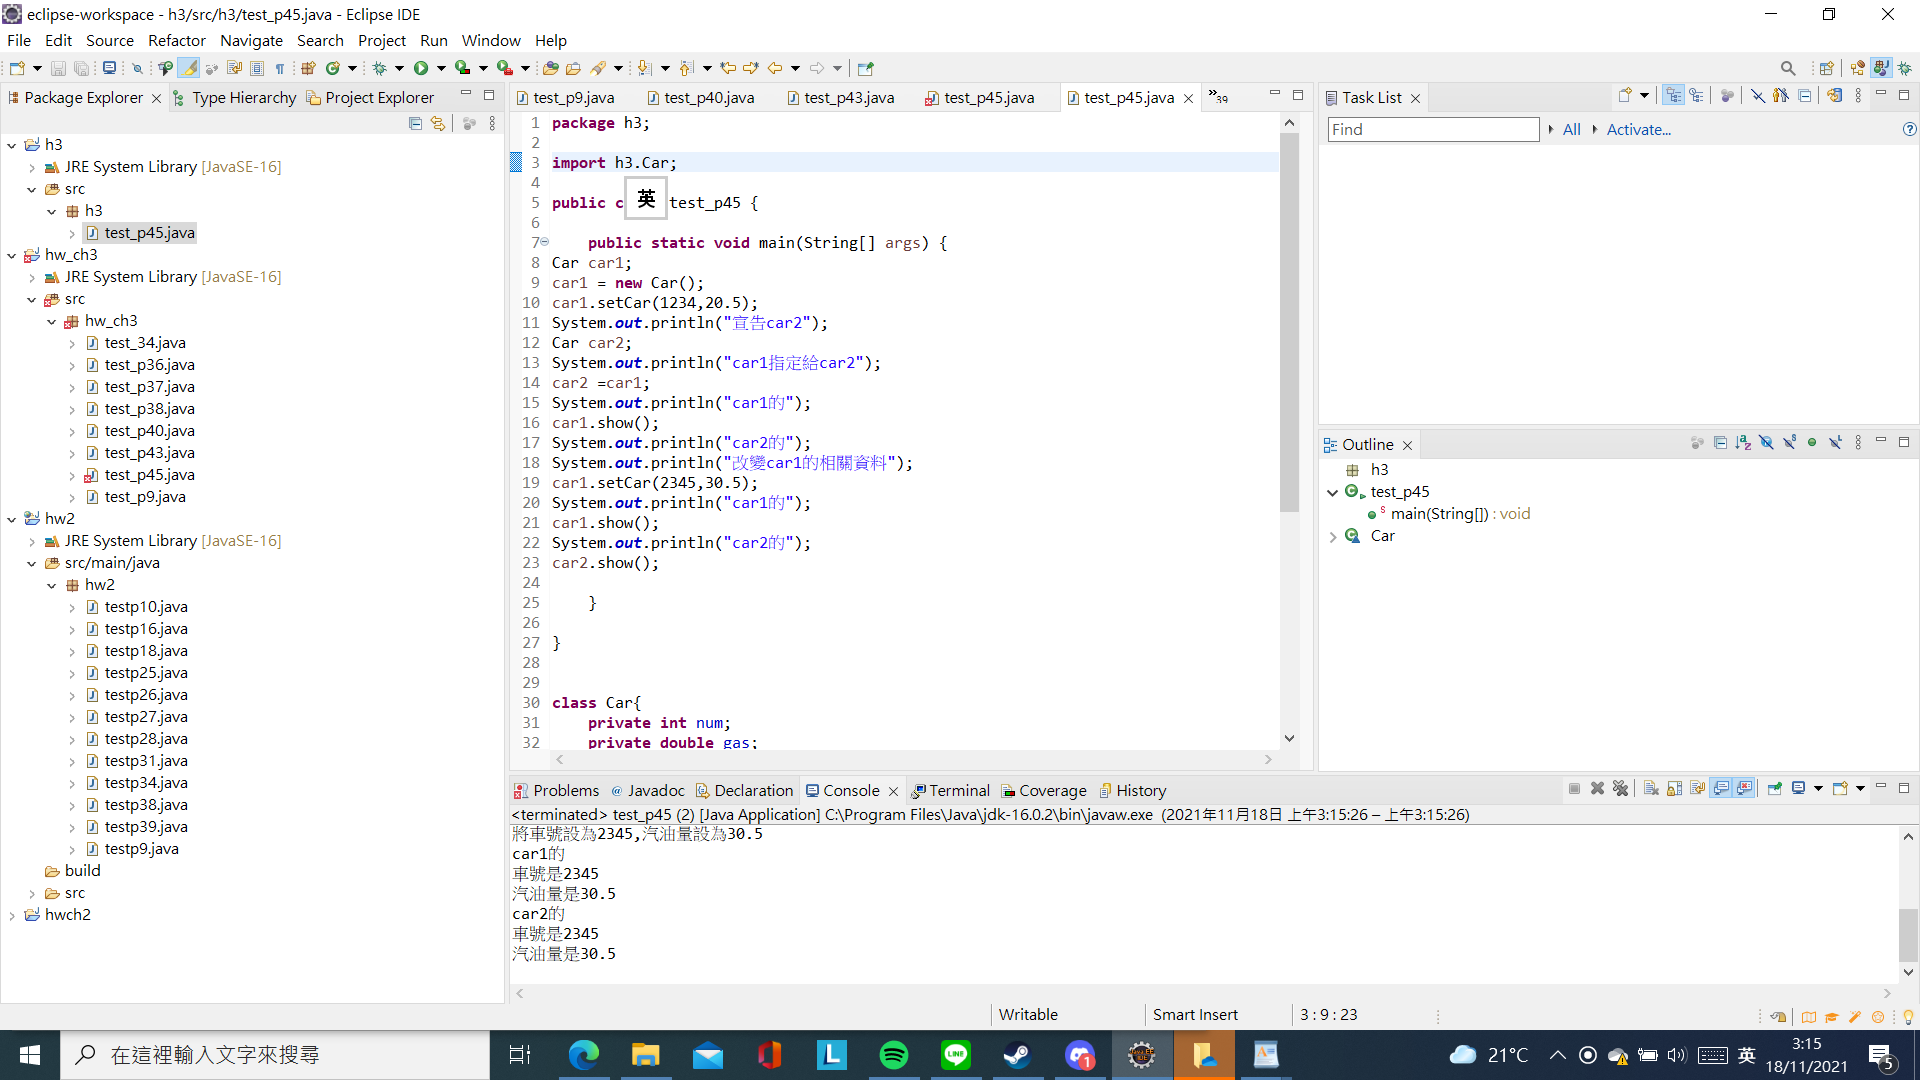 eclipse-workspace - h3/src/h3/test_p45.java - Eclipse IDE
File Edit Source Refactor Navigate Search Project Run Window Help
Package Explorer Type Hierarchy Project Explorer
h3
JRE System Library [JavaSE-16]
src
h3
test_p45.java
hw_ch3
JRE System Library [JavaSE-16]
src
hw_ch3
test_34.java
test_p36.java
test_p37.java
test_p38.java
test_p40.java
test_p43.java
test_p45.java
test_p9.java
hw2
JRE System Library [JavaSE-16]
src/main/java
hw2
testp10.java
testp16.java
testp18.java
testp25.java
testp26.java
testp27.java
testp28.java
testp31.java
testp34.java
testp38.java
testp39.java
testp9.java
build
src
hwch2
test_p9.java test_p40.java test_p43.java test_p45.java test_p45.java »39
1 package h3;
2
3 import h3.Car;
4
5 public c 英 test_p45 {
6
7 public static void main(String[] args) {
8 Car car1;
9 car1 = new Car();
10 car1.setCar(1234,20.5);
11 System.out.println("宣告car2");
12 Car car2;
13 System.out.println("car1指定給car2");
14 car2 =car1;
15 System.out.println("car1的");
16 car1.show();
17 System.out.println("car2的");
18 System.out.println("改變car1的相關資料");
19 car1.setCar(2345,30.5);
20 System.out.println("car1的");
21 car1.show();
22 System.out.println("car2的");
23 car2.show();
24
25 }
26
27 }
28
29
30 class Car{
31 private int num;
32 private double gas;
Task List
Find All Activate...
Outline
h3
test_p45
main(String[]) : void
Car
Problems @ Javadoc Declaration Console Terminal Coverage History
<terminated> test_p45 (2) [Java Application] C:\Program Files\Java\jdk-16.0.2\bin\javaw.exe (2021年11月18日 上午3:15:26 – 上午3:15:26)
將車號設為2345,汽油量設為30.5
car1的
車號是2345
汽油量是30.5
car2的
車號是2345
汽油量是30.5
Writable Smart Insert 3 : 9 : 23
在這裡輸入文字來搜尋
L
LINE
1
21°C
英
3:15
18/11/2021
5